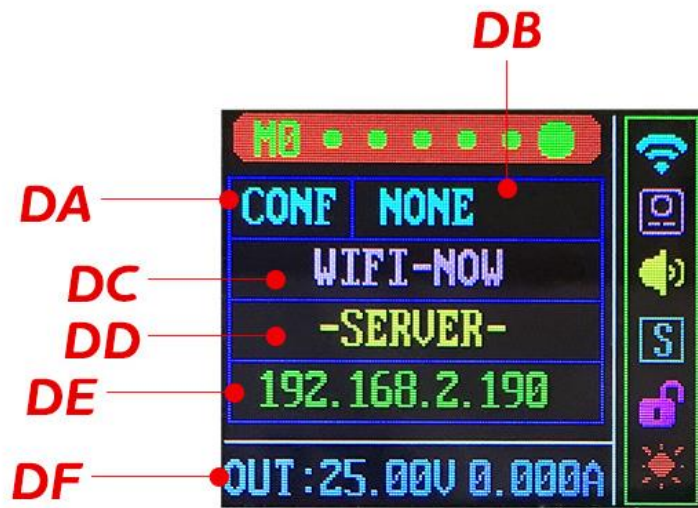 DB
M0
DA
CONF NONE
DC
WIFI-NOW
DD
-SERVER-
S
DE
192.168.2.190
DF
OUT:25.00V 0.000A